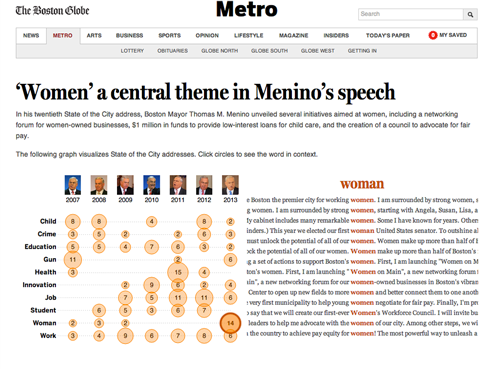 The Boston Globe
Metro
Search
NEWS METRO ARTS BUSINESS SPORTS OPINION LIFESTYLE MAGAZINE INSIDERS TODAY'S PAPER MY SAVED
LOTTERY OBITUARIES GLOBE NORTH GLOBE SOUTH GLOBE WEST GETTING IN
'Women' a central theme in Menino's speech
In his twentieth State of the City address, Boston Mayor Thomas M. Menino unveiled several initiatives aimed at women, including a networking
forum for women-owned businesses, $1 million in funds to provide low-interest loans for child care, and the creation of a council to advocate for fair
pay.
The following graph visualizes State of the City addresses. Click circles to see the word in context.
woman
2007 2008 2009 2010 2011 2012 2013
e Boston the premier city for working women. I am surrounded by strong women, s
g women. I am surrounded by strong women, starting with Angela, Susan, Lisa, a
Child 8 8 4 8 2
y cabinet includes many remarkable women. Some I have known for years. Other
Crime 3 5 2 2 6 3
inders.) This year we elected our first woman United States senator. To outshine al
must unlock the potential of all of our women. Women make up more than half of l
Education 5 5 4 7 6 3 2
ck the potential of all of our women. Women make up more than half of Boston's
Gun 11 2 6
g a set of actions to support Boston's women. First, I am launching "Women on M
Health 3 15 4
ton's women. First, I am launching "Women on Main", a new networking forum f
Innovation 2 9 6 2 4
ain", a new networking forum for women-owned businesses in Boston's vibran
Job 7 5 11 11 6
Center to open up new fields to more women and better connect them to one anoth
very first municipality to help young women negotiate for fair pay. Finally, I'm pr
Student 6 5 3 6 7
o say that we will create our first-ever Women's Workforce Council. I will invite bu
Woman 2 3 2 14
leaders to help me advocate with the women of our city. Among other steps, we wi
Work 3 4 9 6 7 8 6
the country to achieve pay equity for women! The most powerful way to unleash a